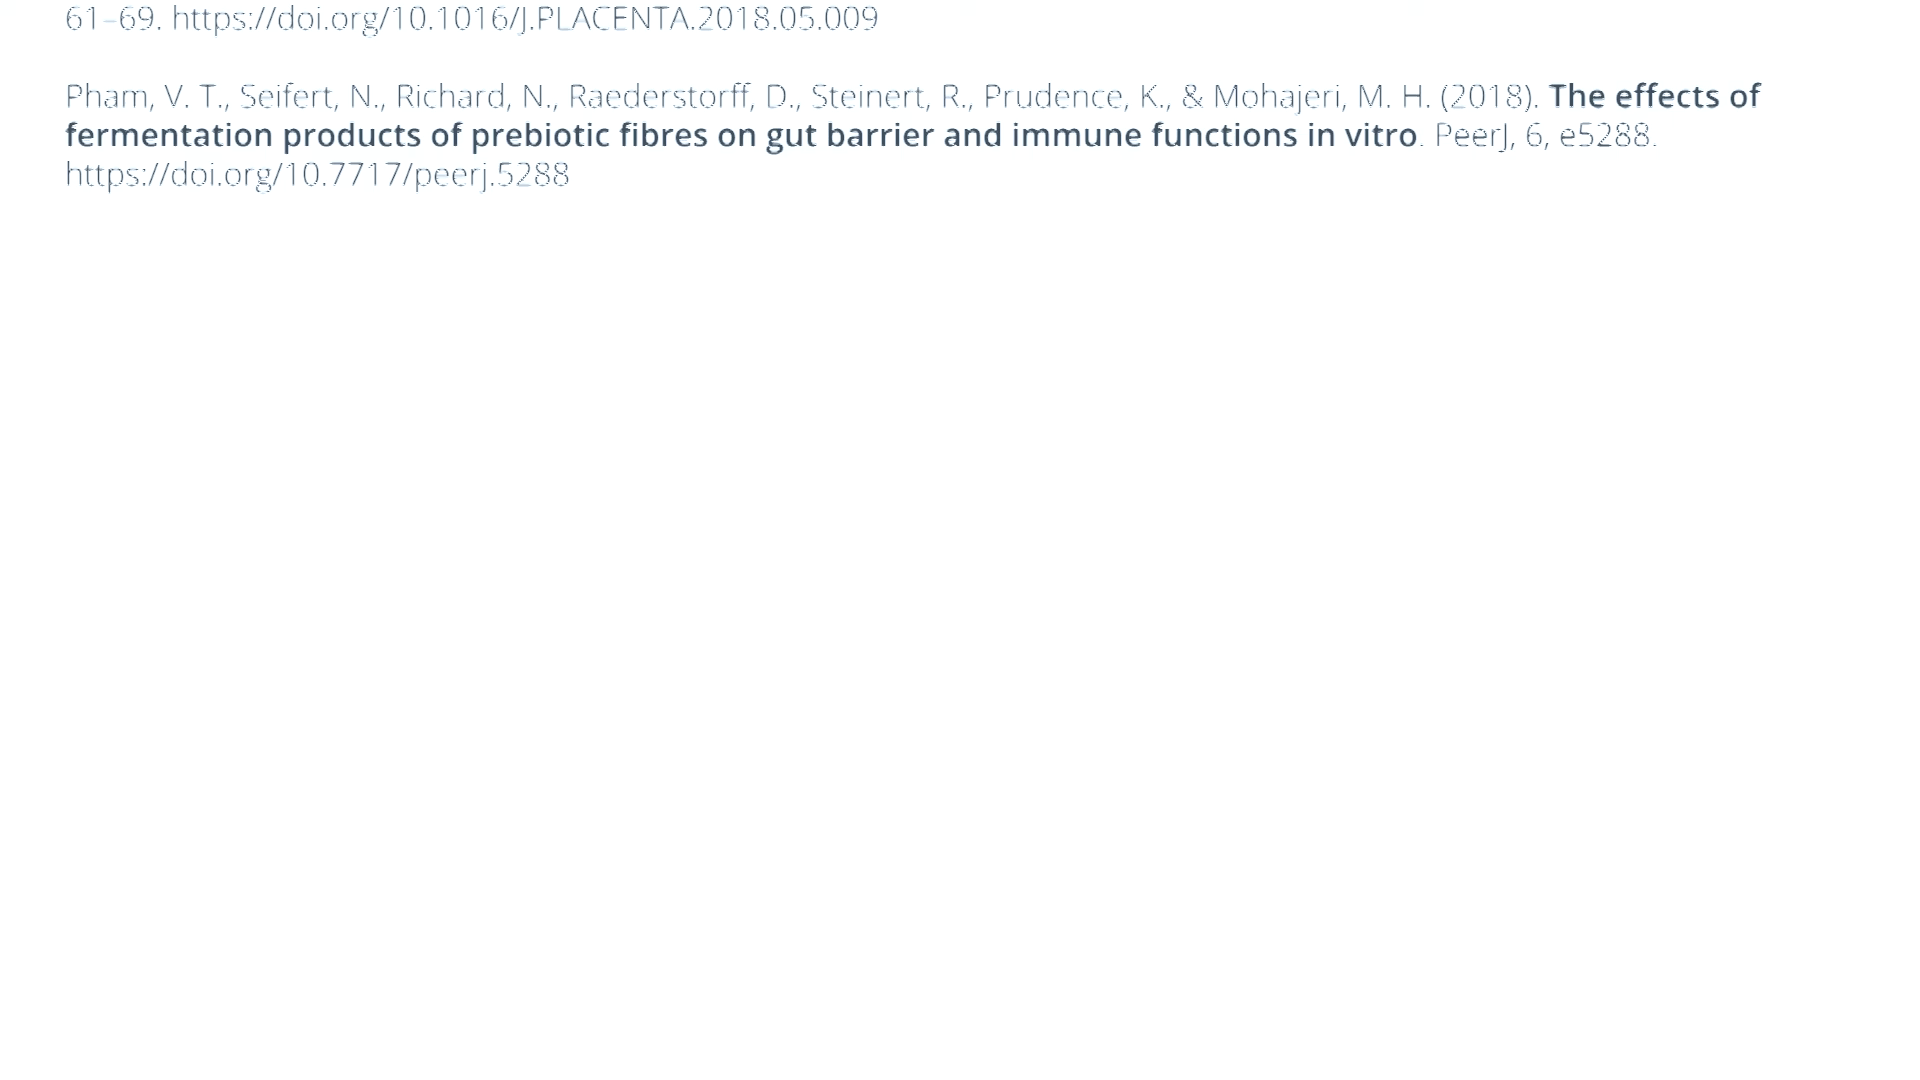 61–69. https://doi.org/10.1016/J.PLACENTA.2018.05.009
Pham, V. T., Seifert, N., Richard, N., Raederstorff, D., Steinert, R., Prudence, K., & Mohajeri, M. H. (2018). The effects of
fermentation products of prebiotic fibres on gut barrier and immune functions in vitro. PeerJ, 6, e5288.
https://doi.org/10.7717/peerj.5288